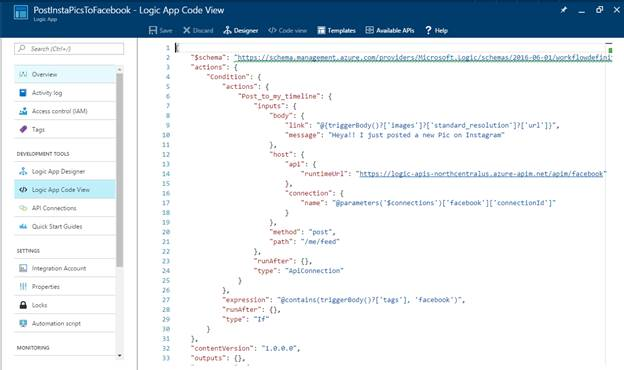 PostInstaPicsToFacebook - Logic App Code View
Logic App
Save Discard Designer Code view Templates Available APIs Help
Search (Ctrl+/)
Overview
Activity log
Access control (IAM)
Tags
DEVELOPMENT TOOLS
Logic App Designer
Logic App Code View
API Connections
Quick Start Guides
SETTINGS
Integration Account
Properties
Locks
Automation script
MONITORING
1 {
2 "$schema": "https://schema.management.azure.com/providers/Microsoft.Logic/schemas/2016-06-01/workflowdefini
3 "actions": {
4 "Condition": {
5 "actions": {
6 "Post_to_my_timeline": {
7 "inputs": {
8 "body": {
9 "link": "@{triggerBody()?['images']?['standard_resolution']?['url']}",
10 "message": "Heya!! I just posted a new Pic on Instagram"
11 },
12 "host": {
13 "api": {
14 "runtimeUrl": "https://logic-apis-northcentralus.azure-apim.net/apim/facebook"
15 },
16 "connection": {
17 "name": "@parameters('$connections')['facebook']['connectionId']"
18 }
19 },
20 "method": "post",
21 "path": "/me/feed"
22 },
23 "runAfter": {},
24 "type": "ApiConnection"
25 }
26 },
27 "expression": "@contains(triggerBody()?['tags'], 'facebook')",
28 "runAfter": {},
29 "type": "If"
30 }
31 },
32 "contentVersion": "1.0.0.0",
33 "outputs": {},